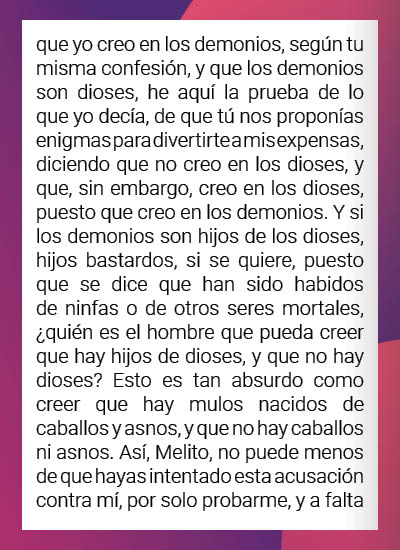 que yo creo en los demonios, según tu
misma confesión, y que los demonios
son dioses, he aquí la prueba de lo
que yo decía, de que tú nos proponías
enigmas para divertirte a mis expensas,
diciendo que no creo en los dioses, y
que, sin embargo, creo en los dioses,
puesto que creo en los demonios. Y si
los demonios son hijos de los dioses,
hijos bastardos, si se quiere, puesto
que se dice que han sido habidos
de ninfas o de otros seres mortales,
¿quién es el hombre que pueda creer
que hay hijos de dioses, y que no hay
dioses? Esto es tan absurdo como
creer que hay mulos nacidos de
caballos y asnos, y que no hay caballos
ni asnos. Así, Melito, no puede menos
de que hayas intentado esta acusación
contra mí, por solo probarme, y a falta